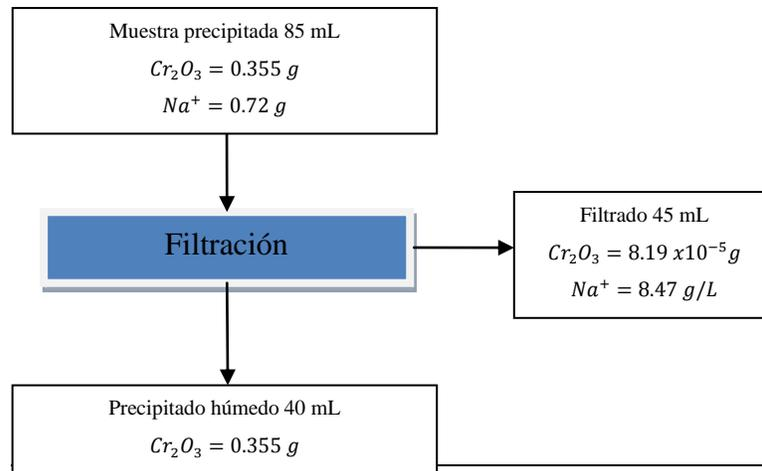 Muestra precipitada 85 mL
Cr₂O₃ = 0.355 g
Na⁺ = 0.72 g
Filtración
Filtrado 45 mL
Cr₂O₃ = 8.19 x10⁻⁵g
Na⁺ = 8.47 g/L
Precipitado húmedo 40 mL
Cr₂O₃ = 0.355 g